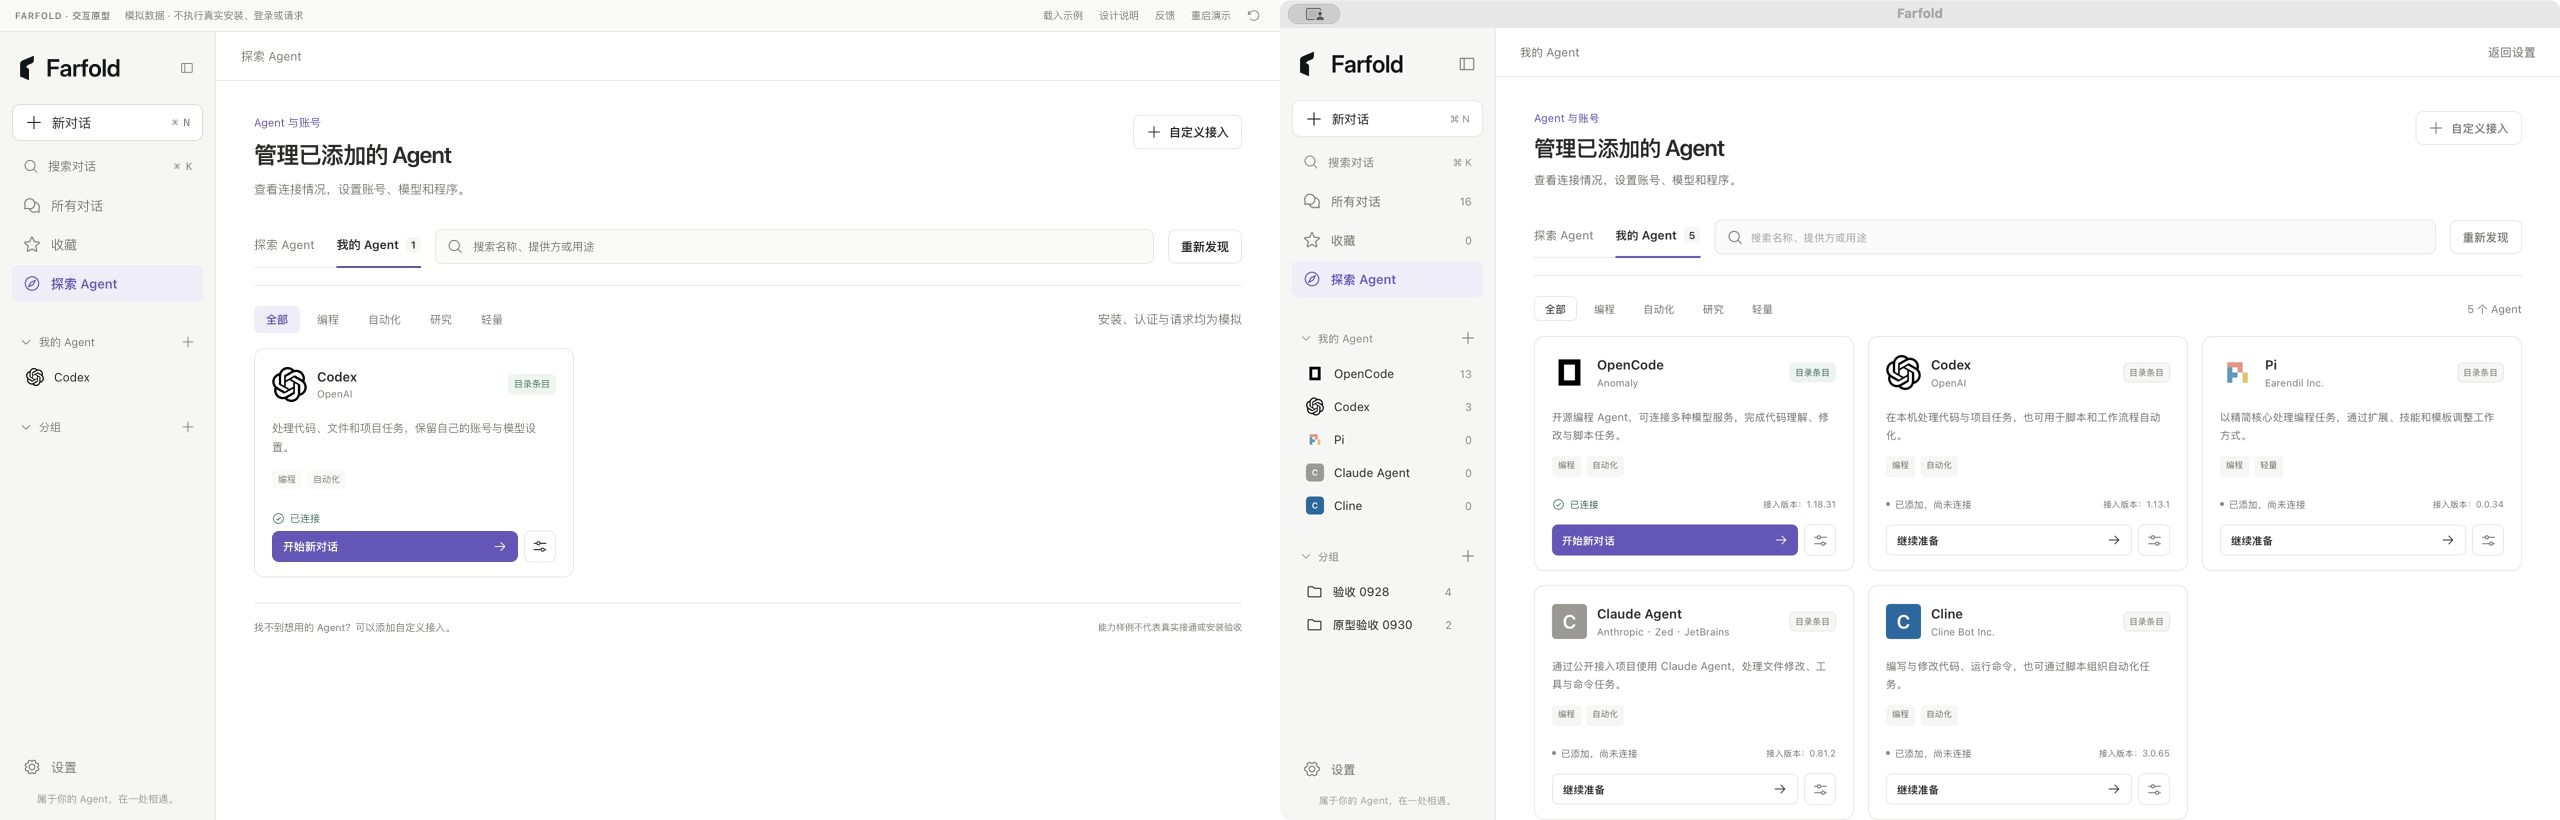 FARFOLD · 交互原型 模拟数据 · 不执行真实安装、登录或请求 载入示例 设计说明 反馈 重启演示
Farfold
新对话 ⌘ N
搜索对话 ⌘ K
所有对话
收藏
探索 Agent
我的 Agent
Codex
分组
设置
属于你的 Agent，在一处相遇。
探索 Agent
Agent 与账号
管理已添加的 Agent
查看连接情况，设置账号、模型和程序。
自定义接入
探索 Agent 我的 Agent 1 搜索名称、提供方或用途 重新发现
全部 编程 自动化 研究 轻量 安装、认证与请求均为模拟
Codex 目录条目
OpenAI
处理代码、文件和项目任务，保留自己的账号与模型设
置。
编程 自动化
已连接
开始新对话
找不到想用的 Agent？可以添加自定义接入。 能力样例不代表真实接通或安装验收
Farfold
Farfold
新对话 ⌘ N
搜索对话 ⌘ K
所有对话 16
收藏 0
探索 Agent
我的 Agent
OpenCode 13
Codex 3
Pi 0
C Claude Agent 0
C Cline 0
分组
验收 0928 4
原型验收 0930 2
设置
属于你的 Agent，在一处相遇。
我的 Agent 返回设置
Agent 与账号
管理已添加的 Agent
查看连接情况，设置账号、模型和程序。
自定义接入
探索 Agent 我的 Agent 5 搜索名称、提供方或用途 重新发现
全部 编程 自动化 研究 轻量 5 个 Agent
OpenCode 目录条目
Anomaly
开源编程 Agent，可连接多种模型服务，完成代码理解、修
改与脚本任务。
编程 自动化
已连接 接入版本：1.18.31
开始新对话
Codex 目录条目
OpenAI
在本机处理代码与项目任务，也可用于脚本和工作流程自动
化。
编程 自动化
已添加，尚未连接 接入版本：1.13.1
继续准备
Pi 目录条目
Earendil Inc.
以精简核心处理编程任务，通过扩展、技能和模板调整工作
方式。
编程 轻量
已添加，尚未连接 接入版本：0.0.34
继续准备
C Claude Agent 目录条目
Anthropic · Zed · JetBrains
通过公开接入项目使用 Claude Agent，处理文件修改、工
具与命令任务。
编程 自动化
已添加，尚未连接 接入版本：0.81.2
继续准备
C Cline 目录条目
Cline Bot Inc.
编写与修改代码、运行命令，也可通过脚本组织自动化任
务。
编程 自动化
已添加，尚未连接 接入版本：3.0.65
继续准备